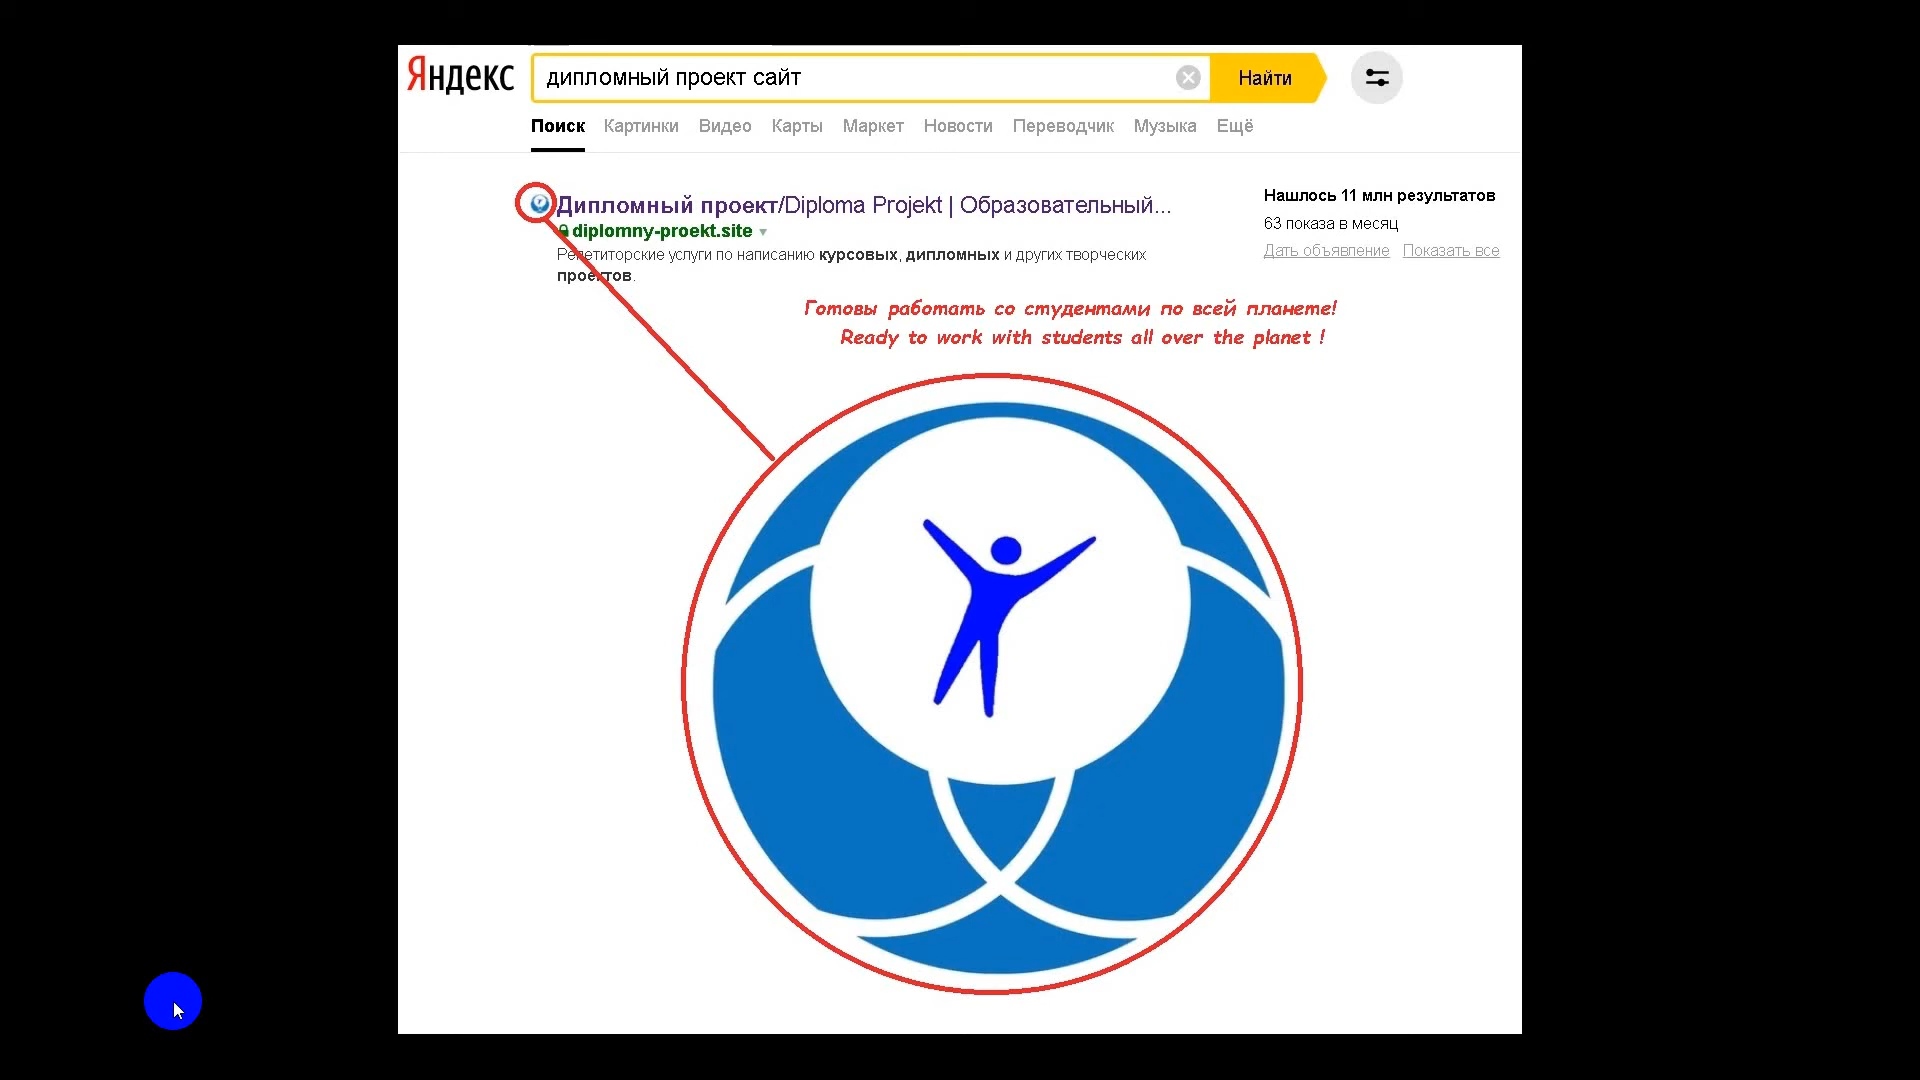 Яндекс
дипломный проект сайт
Найти
Поиск Картинки Видео Карты Маркет Новости Переводчик Музыка Ещё
Дипломный проект/Diploma Projekt | Образовательный...
diplomny-proekt.site
Репетиторские услуги по написанию курсовых, дипломных и других творческих
проектов.
Нашлось 11 млн результатов
63 показа в месяц
Дать объявление Показать все
Готовы работать со студентами по всей планете!
Ready to work with students all over the planet !